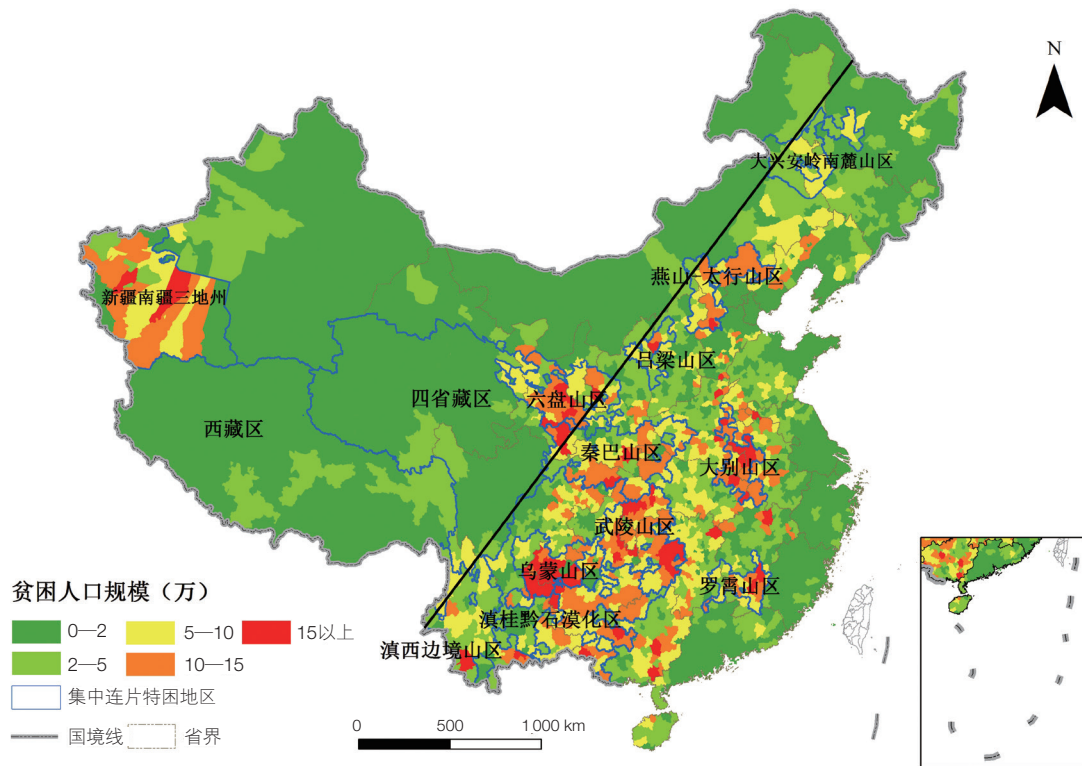 N
大兴安岭南麓山区
燕山-太行山区
新疆南疆三地州
吕梁山区
四省藏区
六盘山区
西藏区
秦巴山区
大别山区
武陵山区
乌蒙山区
罗霄山区
滇桂黔石漠化区
滇西边境山区
贫困人口规模（万）
0—2
5—10
15以上
2—5
10—15
集中连片特困地区
国境线
省界
0
500
1 000 km